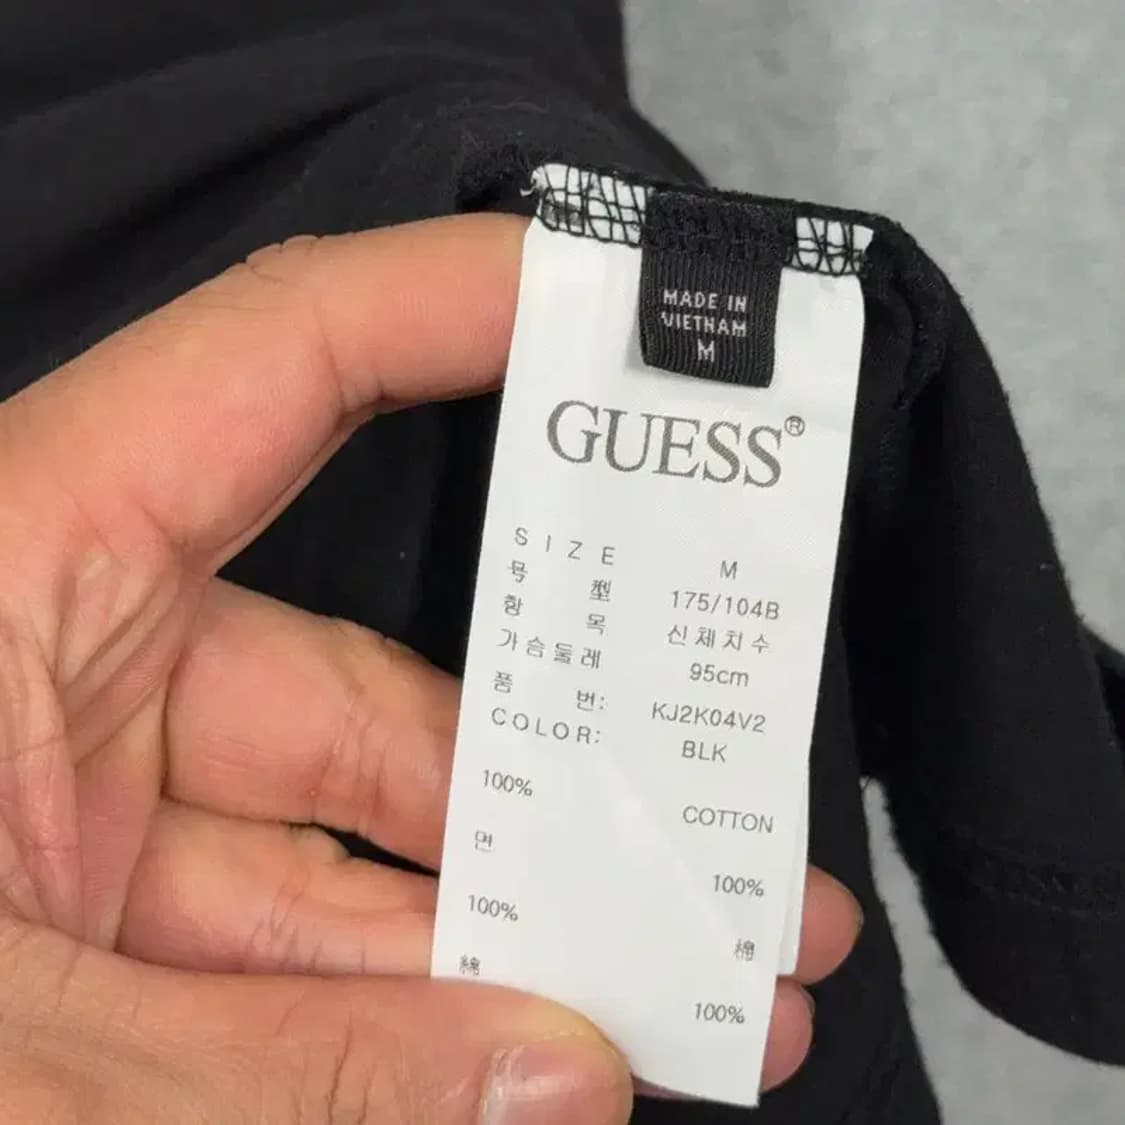 MADE IN
VIETNAM
M
GUESS®
SIZE M
号 型 175/104B
항 목 신체치수
가슴둘레 95cm
품 번: KJ2K04V2
COLOR: BLK
100% COTTON
면 100%
100% 棉
綿 100%